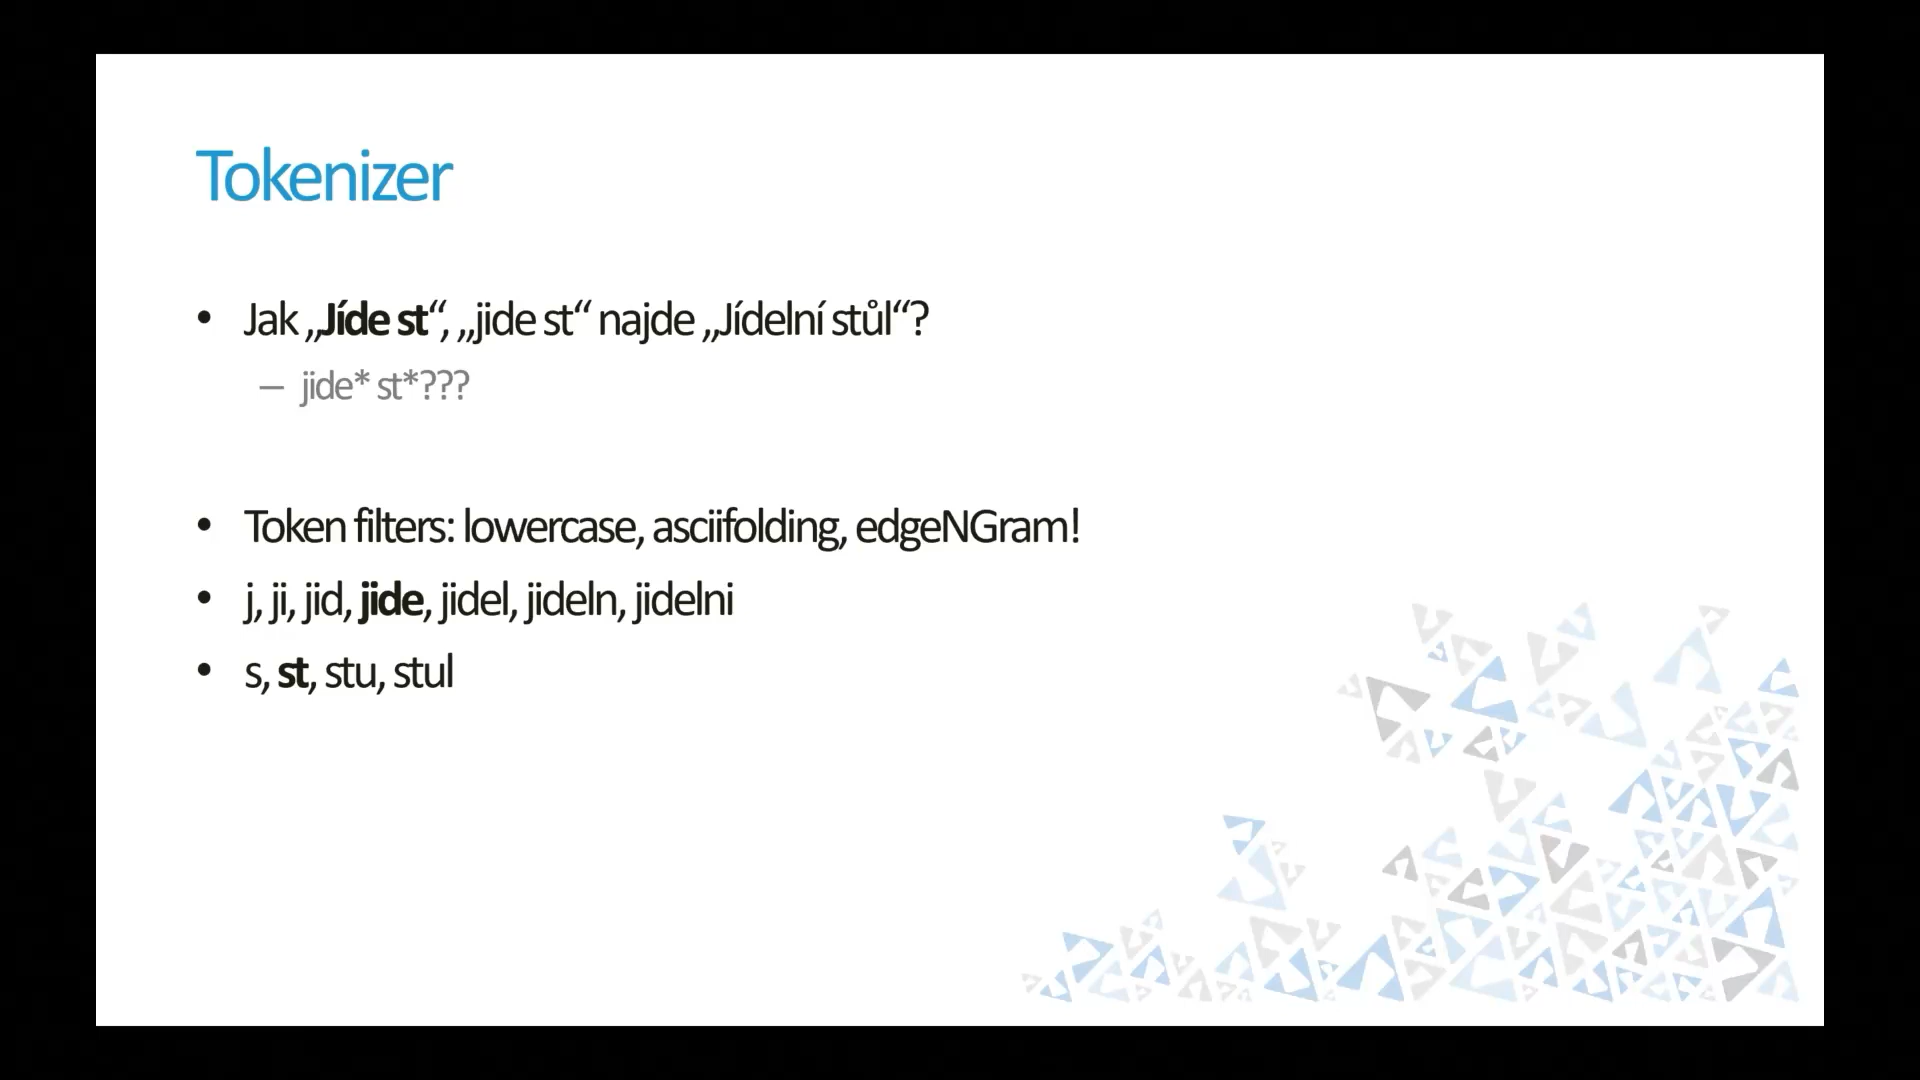 Tokenizer
• Jak „Jíde st“, „jide st“ najde „Jídelní stůl“?
– jide* st*???
• Token filters: lowercase, asciifolding, edgeNGram!
• j, ji, jid, jide, jidel, jideln, jidelni
• s, st, stu, stul